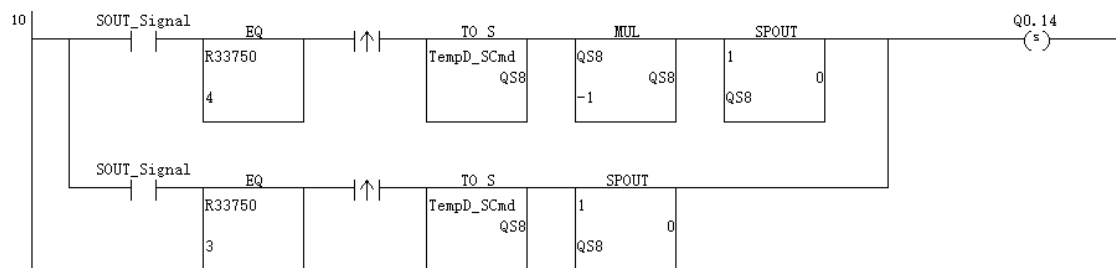 10
SOUT_Signal
Q0.14
EQ
TO S
MUL
SPOUT
(s)
R33750
TempD_SCmd
QS8
1
QS8
QS8
0
4
-1
QS8
SOUT_Signal
EQ
TO S
SPOUT
R33750
TempD_SCmd
1
QS8
0
3
QS8